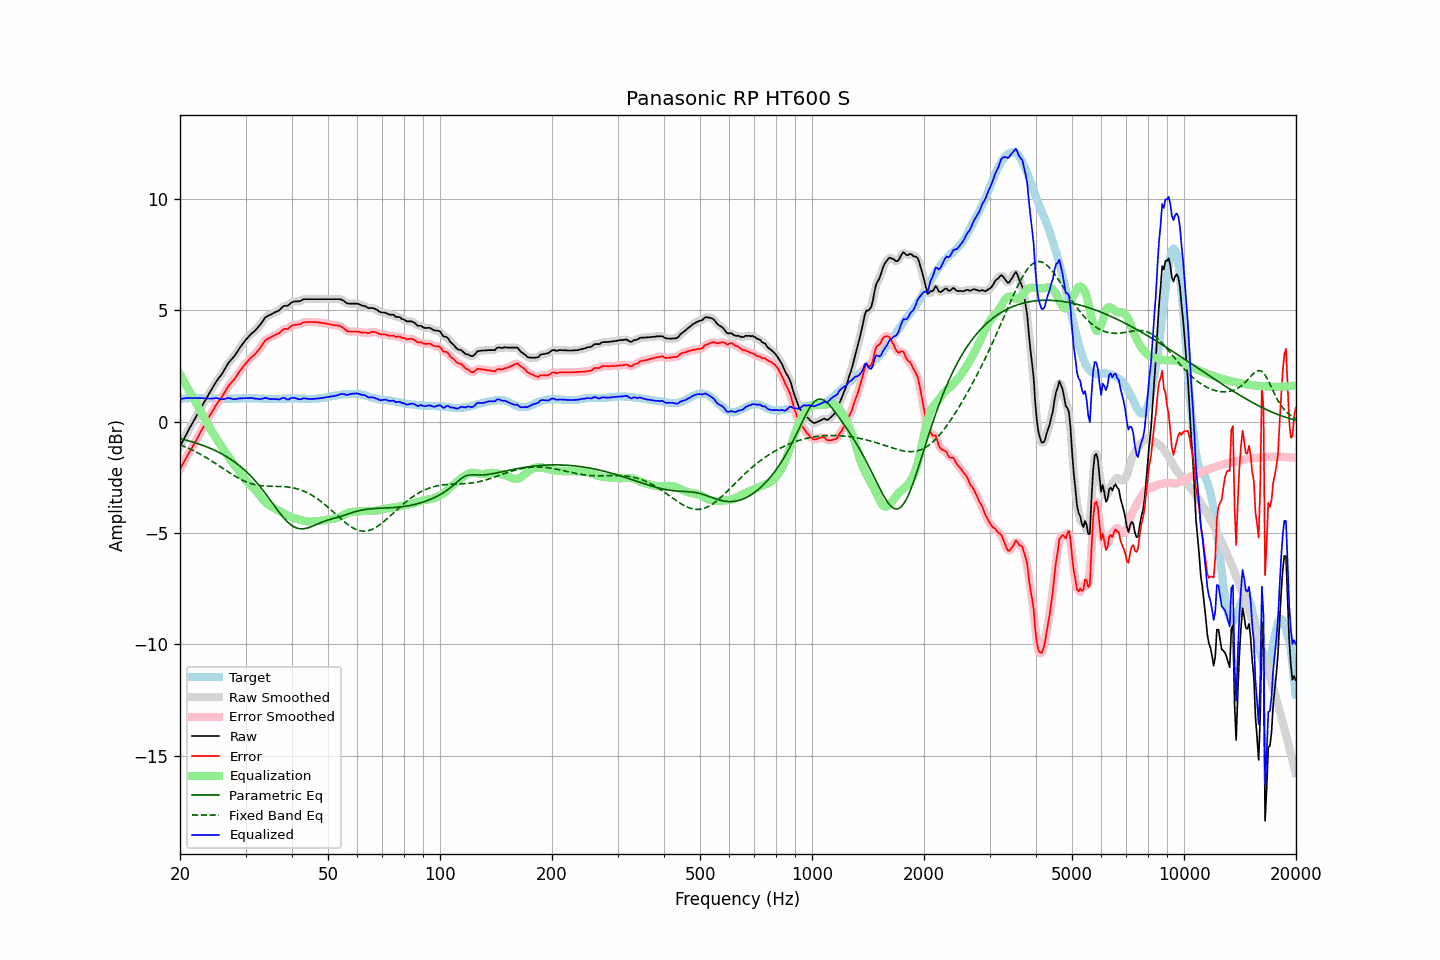 Panasonic RP HT600 S
Amplitude (dBr)
10
5
0
−5
−10
−15
Target
Raw Smoothed
Error Smoothed
Raw
Error
Equalization
Parametric Eq
Fixed Band Eq
Equalized
20 50 100 200 500 1000 2000 5000 10000 20000
Frequency (Hz)